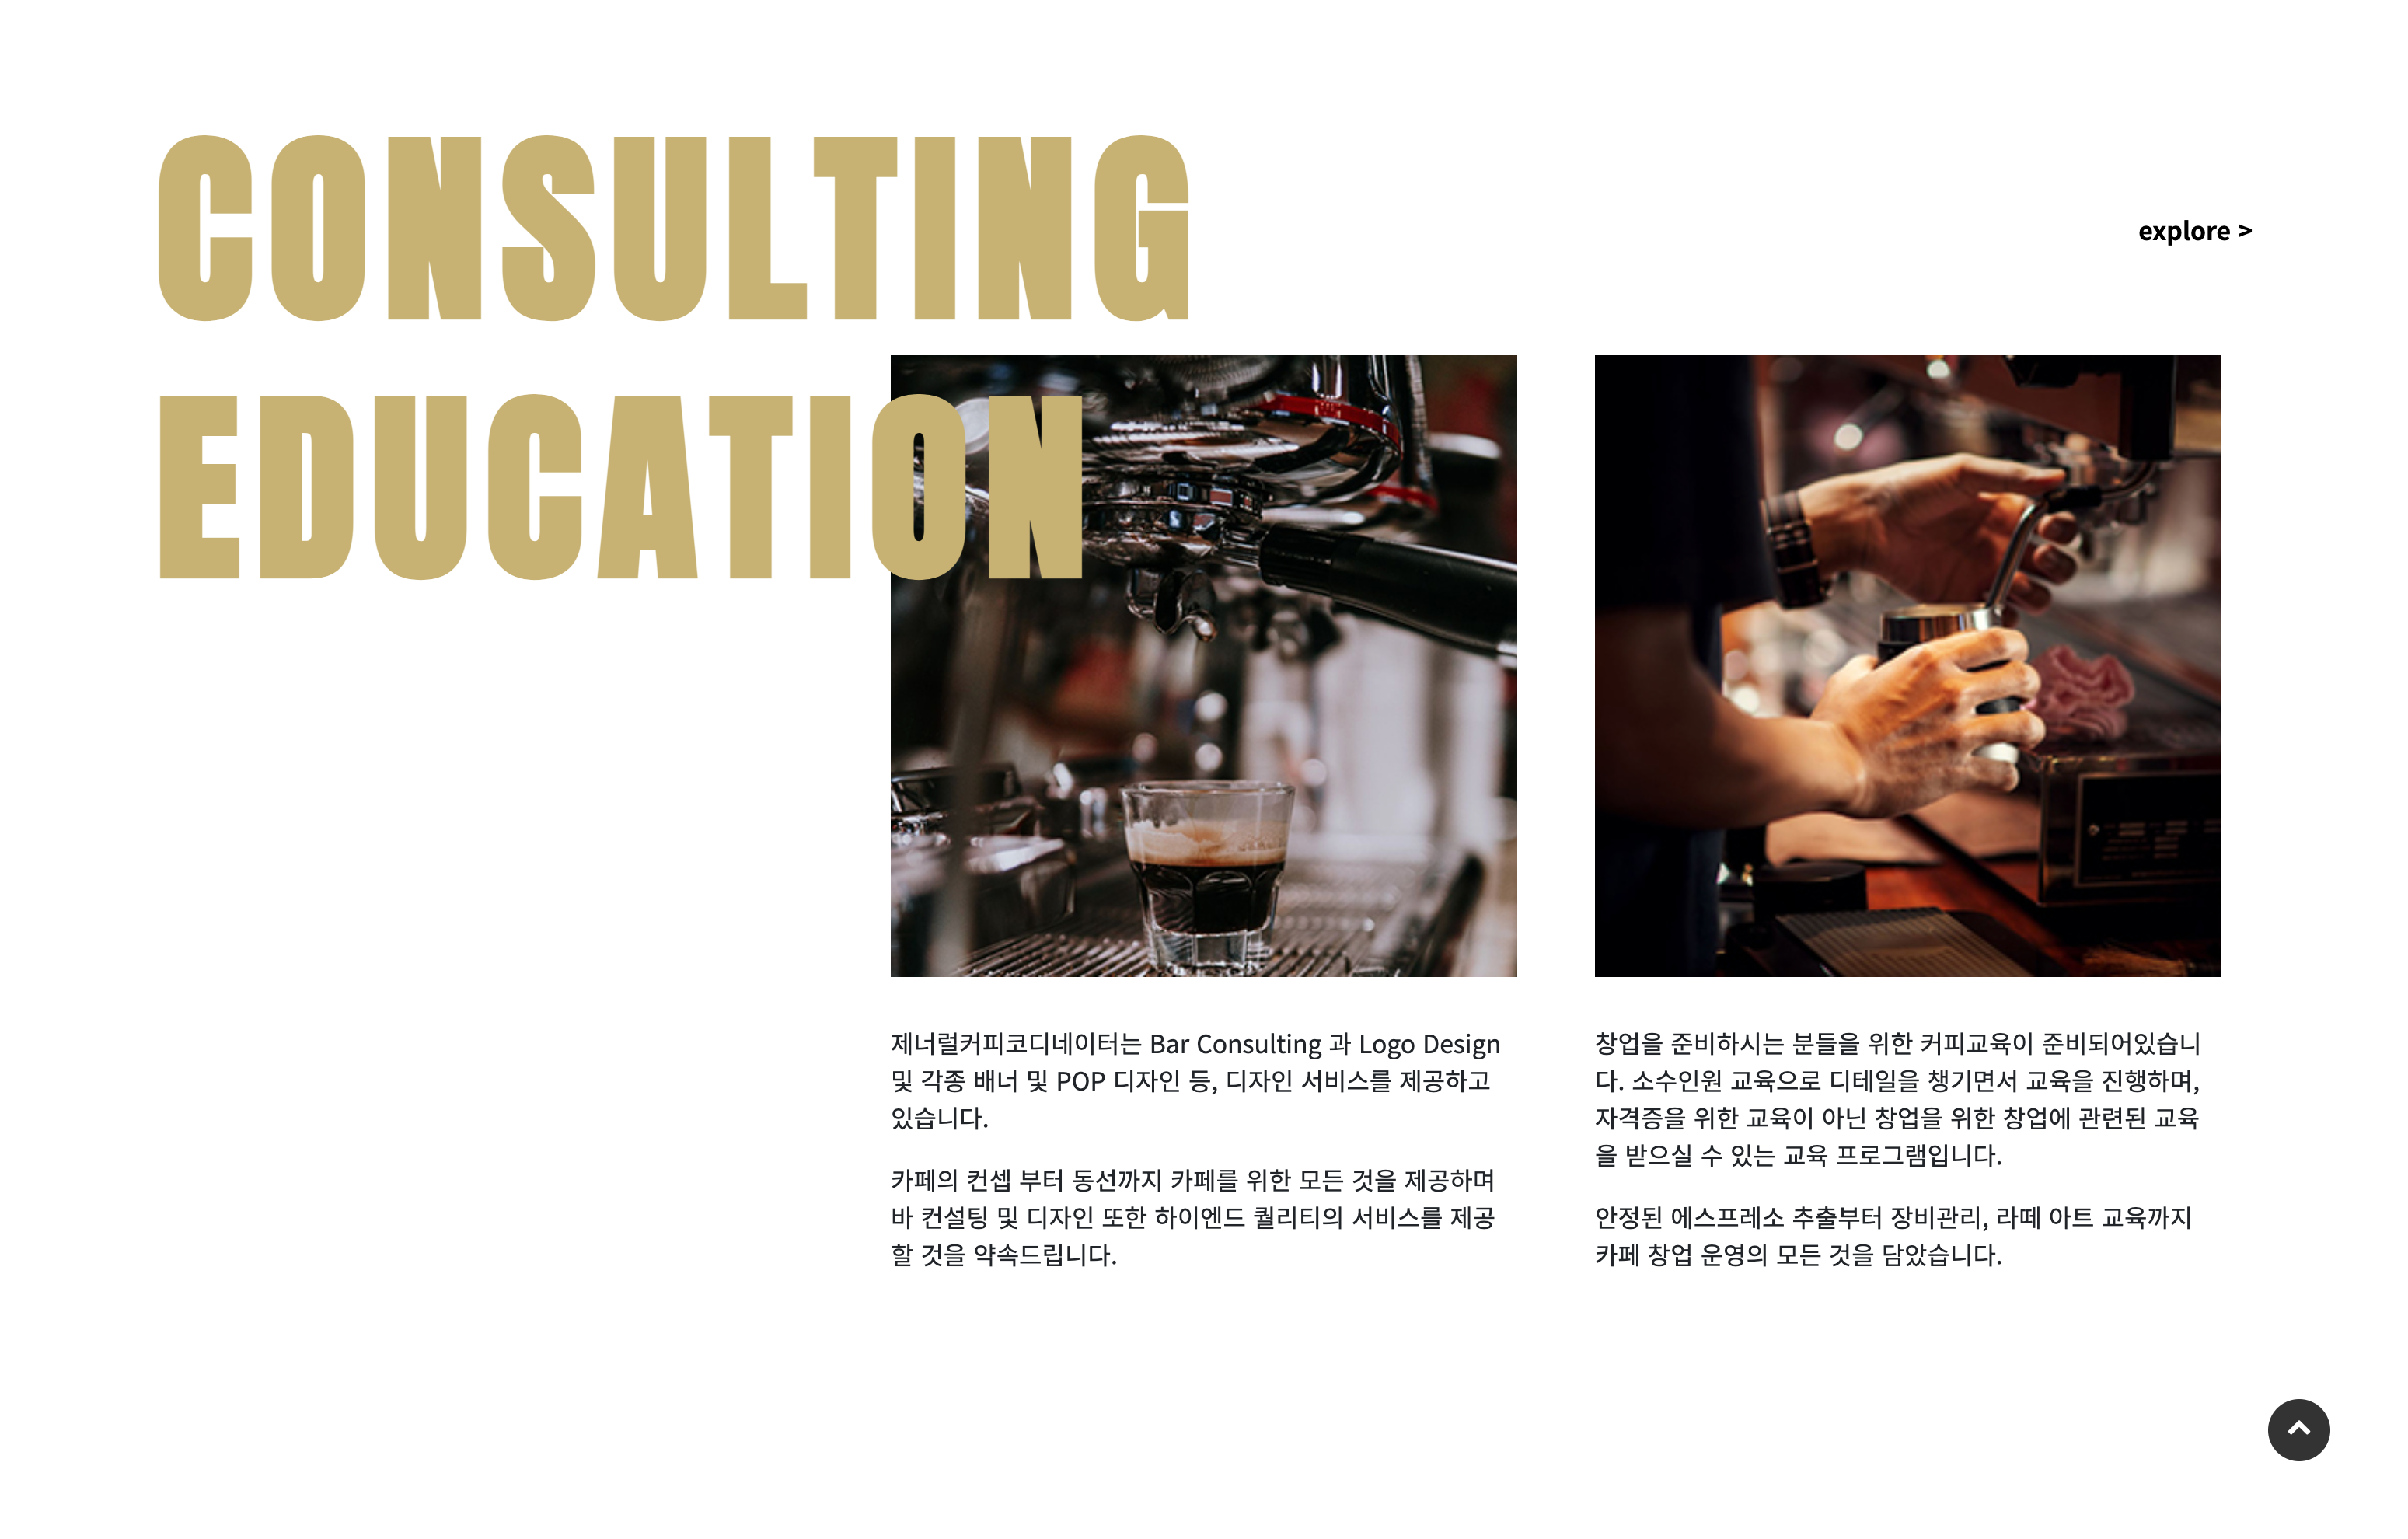 CONSULTING
explore >
EDUCATION
제너럴커피코디네이터는 Bar Consulting 과 Logo Design
및 각종 배너 및 POP 디자인 등, 디자인 서비스를 제공하고
있습니다.
카페의 컨셉 부터 동선까지 카페를 위한 모든 것을 제공하며
바 컨설팅 및 디자인 또한 하이엔드 퀄리티의 서비스를 제공
할 것을 약속드립니다.
창업을 준비하시는 분들을 위한 커피교육이 준비되어있습니
다. 소수인원 교육으로 디테일을 챙기면서 교육을 진행하며,
자격증을 위한 교육이 아닌 창업을 위한 창업에 관련된 교육
을 받으실 수 있는 교육 프로그램입니다.
안정된 에스프레소 추출부터 장비관리, 라떼 아트 교육까지
카페 창업 운영의 모든 것을 담았습니다.